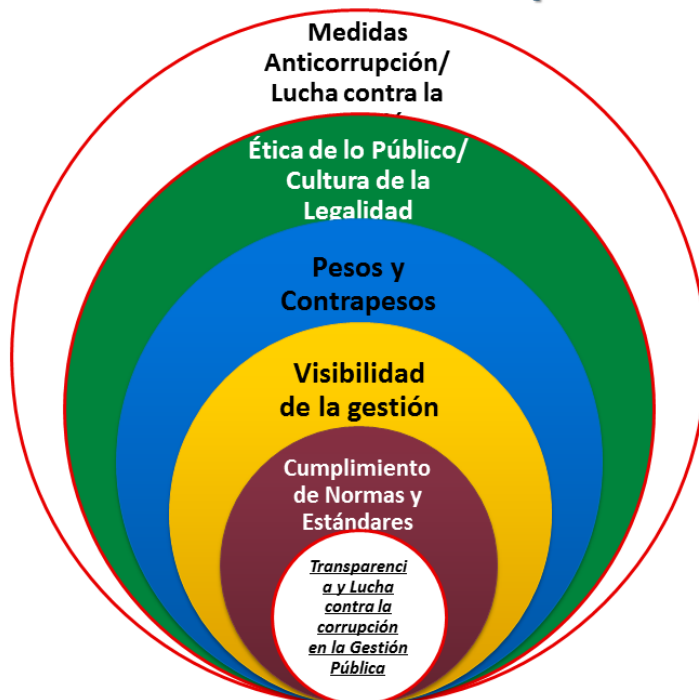 Medidas
Anticorrupción/
Lucha contra la
Ética de lo Público/
Cultura de la
Legalidad
Pesos y
Contrapesos
Visibilidad
de la gestión
Cumplimiento
de Normas y
Estándares
Transparenci
a y Lucha
contra la
corrupción
en la Gestión
Pública